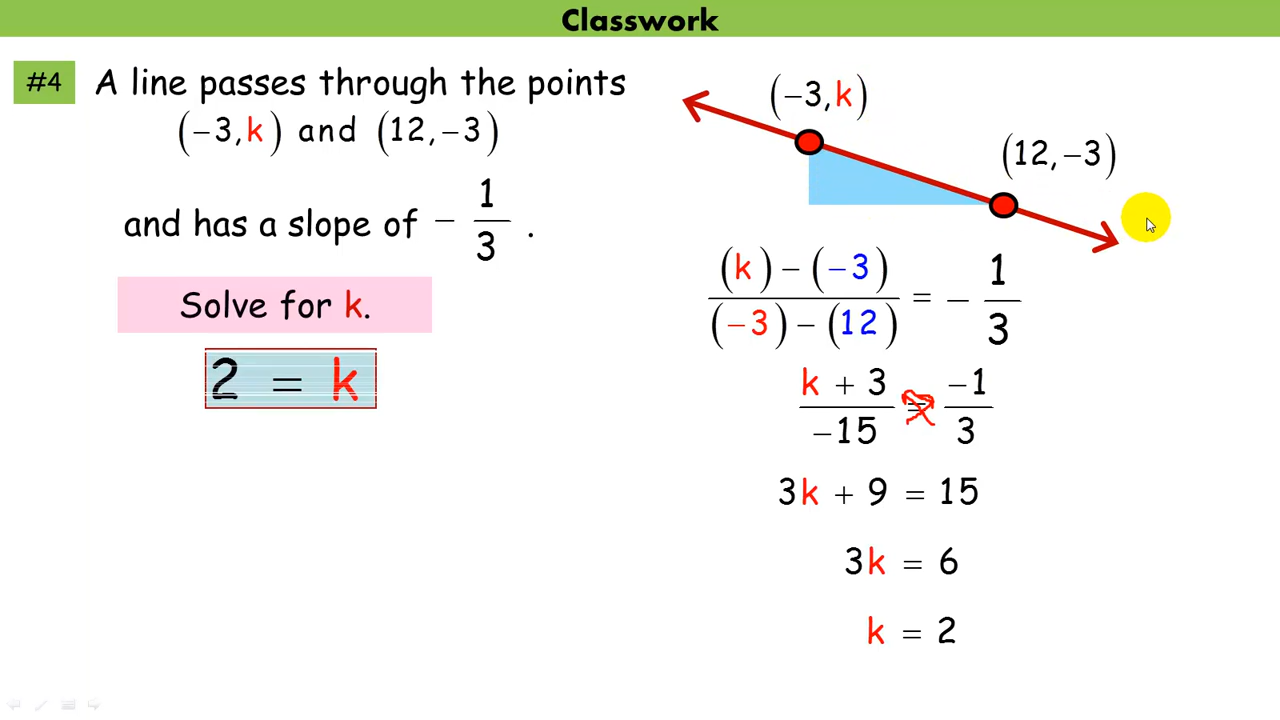 Classwork
#4 A line passes through the points
(−3,k) and (12,−3)
and has a slope of − 1/3 .
Solve for k.
2 = k
(−3,k)
(12,−3)
(k) − (−3) / (−3) − (12) = − 1/3
k + 3 / −15 = −1 / 3
3k + 9 = 15
3k = 6
k = 2